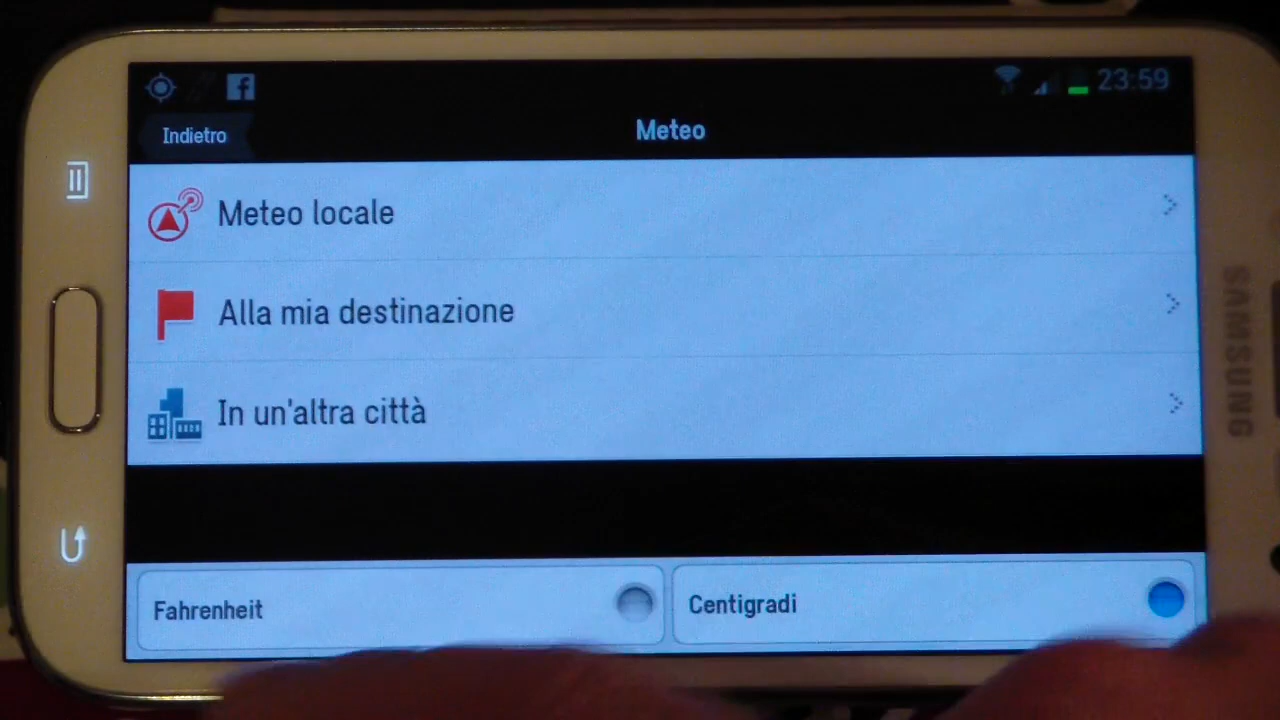 23:59
Indietro
Meteo
Meteo locale
Alla mia destinazione
In un'altra città
Fahrenheit
Centigradi
SAMSUNG